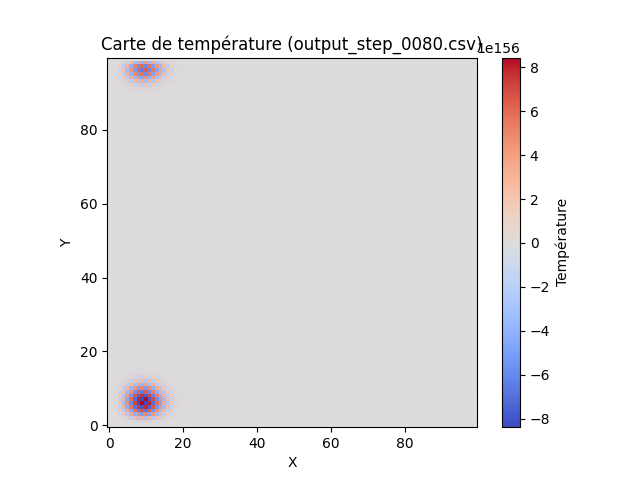 Carte de température (output_step_0080.csv)
1e156
8
6
4
2
0
−2
−4
−6
−8
Température
80
60
40
20
0
Y
0 20 40 60 80
X